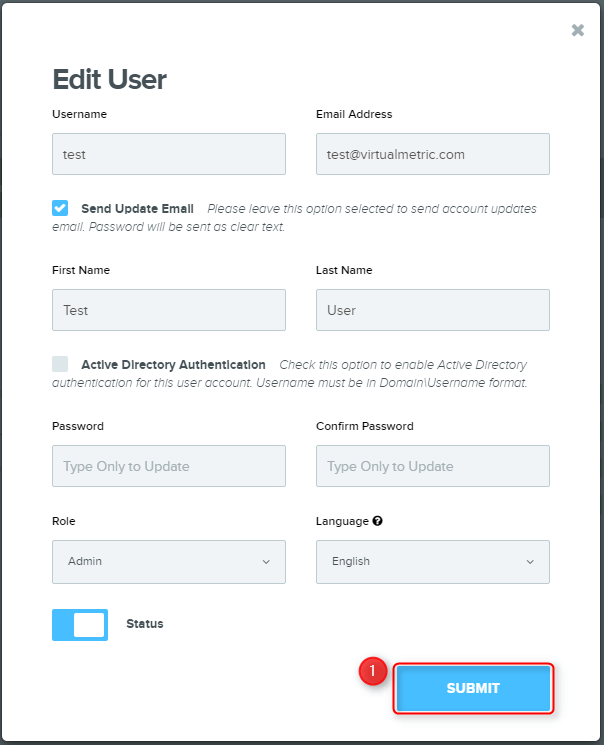 Edit User
Username
Email Address
test
test@virtualmetric.com
Send Update Email Please leave this option selected to send account updates
email. Password will be sent as clear text.
First Name
Last Name
Test
User
Active Directory Authentication Check this option to enable Active Directory
authentication for this user account. Username must be in Domain\Username format.
Password
Confirm Password
Type Only to Update
Type Only to Update
Role
Language ?
Admin
English
Status
1
SUBMIT